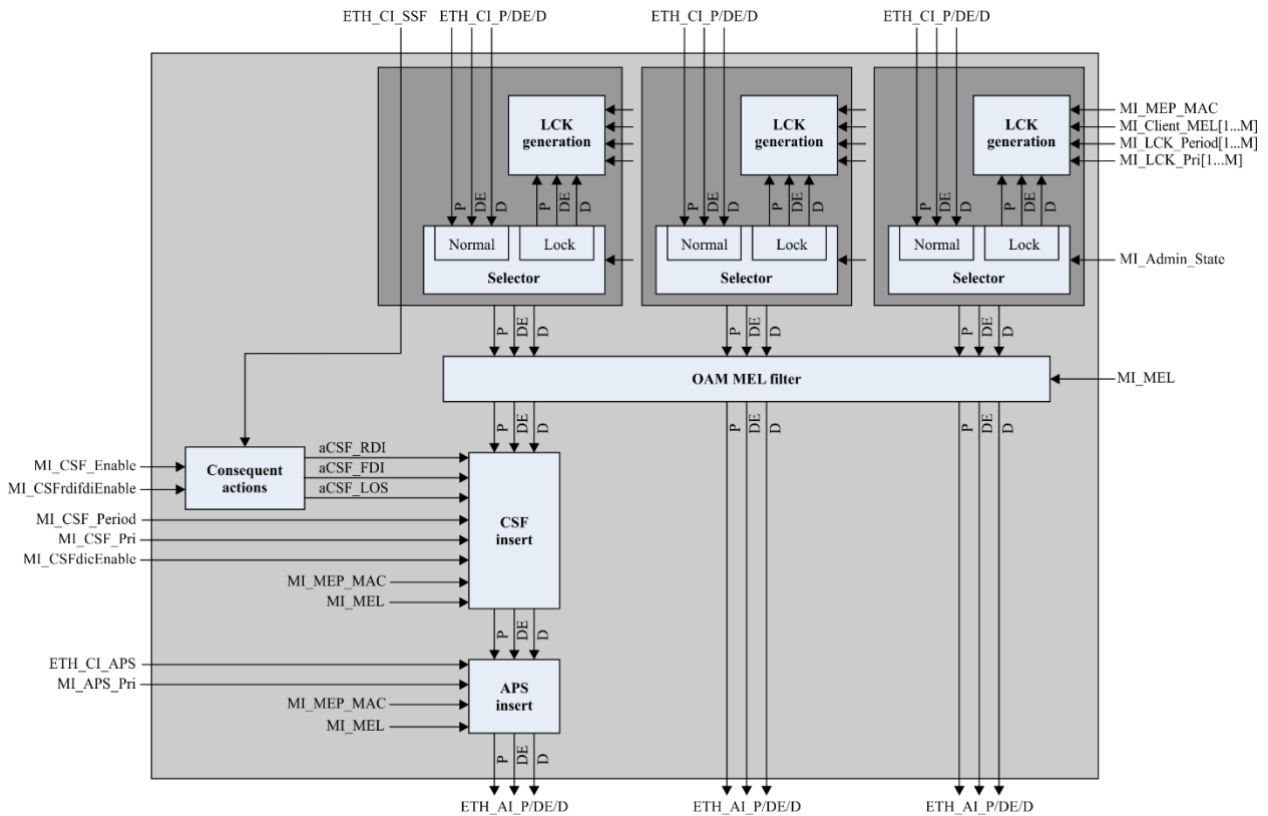 ETH_CI_SSF ETH_CI_P/DE/D ETH_CI_P/DE/D ETH_CI_P/DE/D
LCK generation
LCK generation
LCK generation
MI_MEP_MAC
MI_Client_MEL[1...M]
MI_LCK_Period[1...M]
MI_LCK_Pri[1...M]
P DE D P DE D P DE D P DE D P DE D P DE D
Normal Lock Normal Lock Normal Lock
Selector Selector Selector
MI_Admin_State
P DE D P DE D P DE D
OAM MEL filter
MI_MEL
P DE D P DE D P DE D
MI_CSF_Enable
MI_CSFrdifdiEnable
Consequent
actions
aCSF_RDI
aCSF_FDI
aCSF_LOS
MI_CSF_Period
MI_CSF_Pri
MI_CSFdicEnable
MI_MEP_MAC
MI_MEL
CSF
insert
P DE D
ETH_CI_APS
MI_APS_Pri
MI_MEP_MAC
MI_MEL
APS
insert
P DE D
ETH_AI_P/DE/D ETH_AI_P/DE/D ETH_AI_P/DE/D